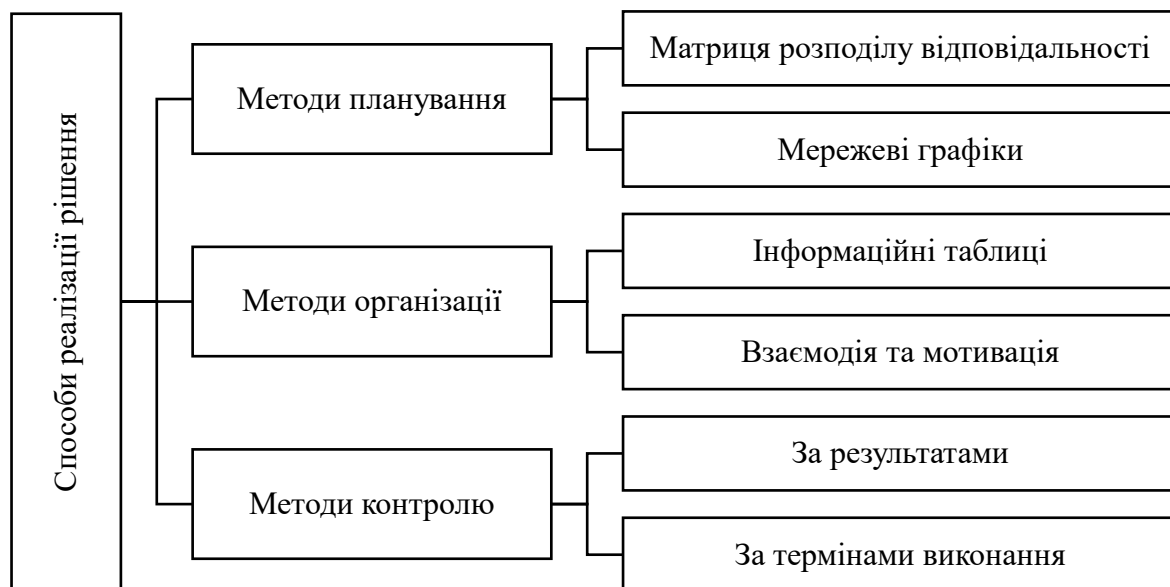 Способи реалізації рішення
Методи планування
Матриця розподілу відповідальності
Мережеві графіки
Методи організації
Інформаційні таблиці
Взаємодія та мотивація
Методи контролю
За результатами
За термінами виконання